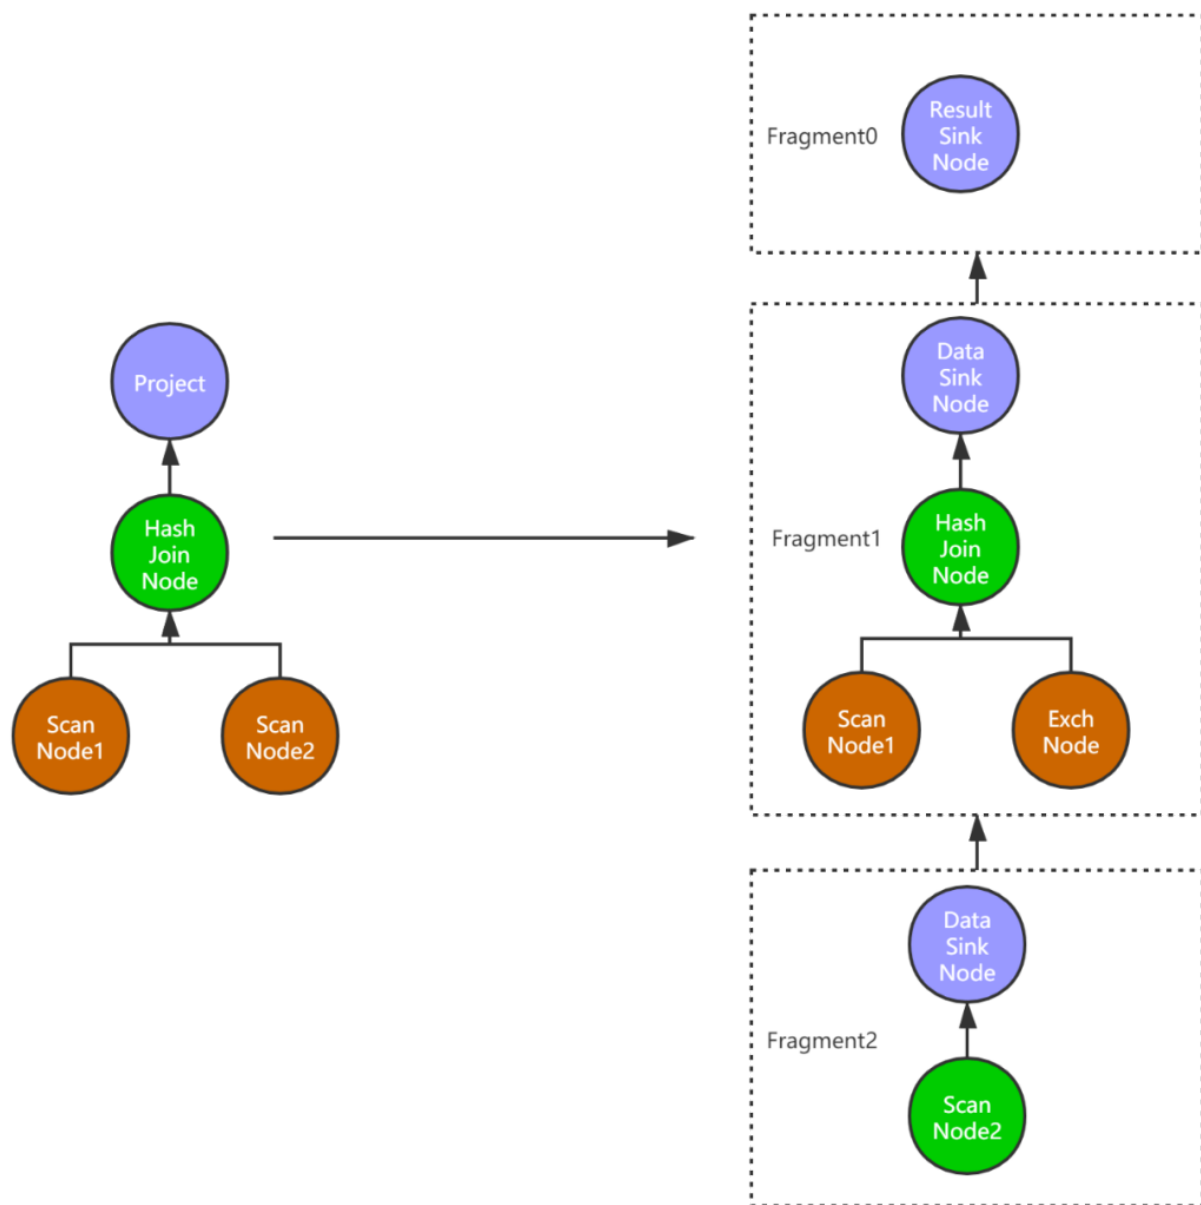 Project
Hash
Join
Node
Scan
Node1
Scan
Node2
Fragment0
Result
Sink
Node
Fragment1
Data
Sink
Node
Hash
Join
Node
Scan
Node1
Exch
Node
Fragment2
Data
Sink
Node
Scan
Node2